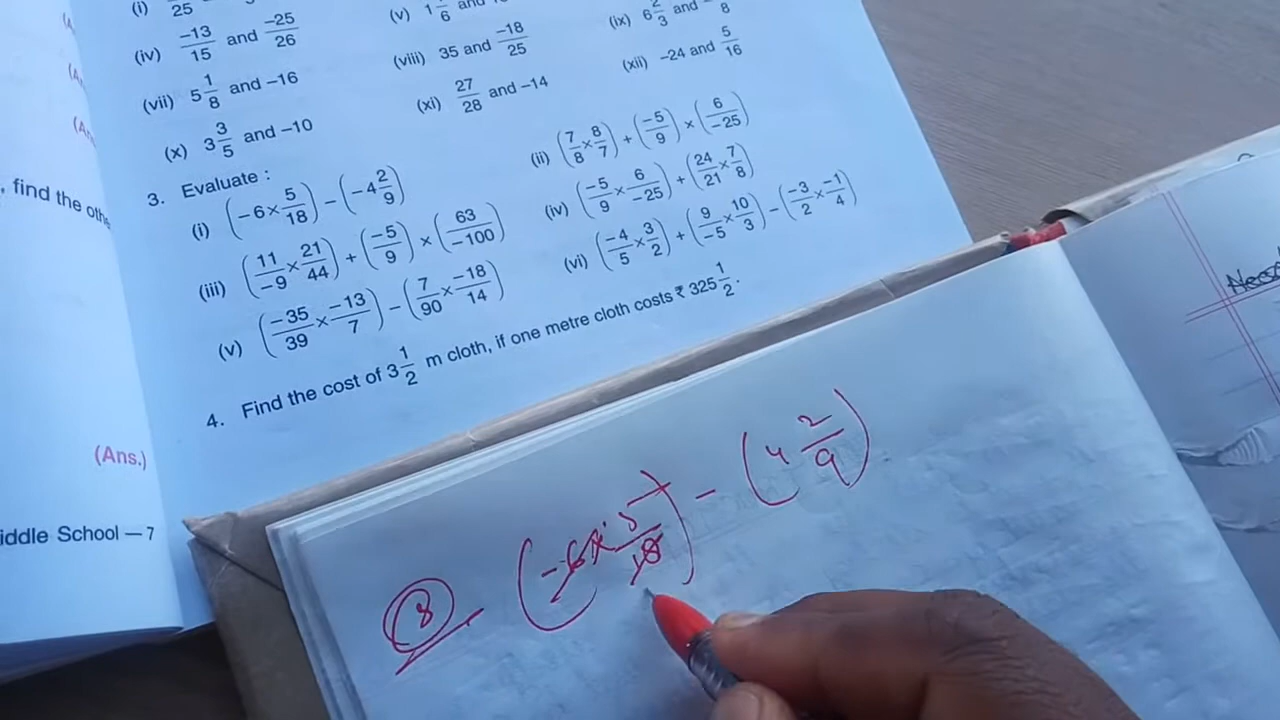 (i) 25
(iv) -13/15 and -25/26
(v) 1 1/6 and
(vii) 5 1/8 and -16
(viii) 35 and -18/25
(ix) 6 2/3 and 8
(x) 3 3/5 and -10
(xi) 27/28 and -14
(xii) -24 and 5/16
3. Evaluate :
(i) (-6×5/18) - (-4 2/9)
(ii) (7/8×8/7) + (-5/9) × (6/-25)
(iii) (11/-9×21/44) + (-5/9) × (63/-100)
(iv) (-5/9×6/-25) + (24/21×7/8)
(v) (-35/39×-13/7) - (7/90×-18/14)
(vi) (-4/5×3/2) + (9/-5×10/3) - (-3/2×-1/4)
4. Find the cost of 3 1/2 m cloth, if one metre cloth costs ₹ 325 1/2.
, find the
(Ans.)
iddle School — 7
8 - (-6×5/18) - (4 2/9)